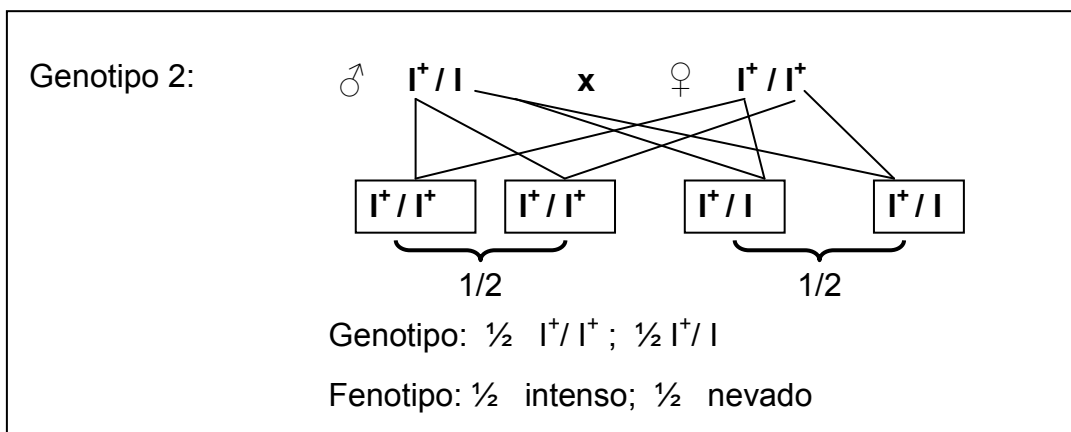 Genotipo 2: ♂ I⁺ / I x ♀ I⁺ / I⁺
I⁺ / I⁺ I⁺ / I⁺ I⁺ / I I⁺ / I
1/2 1/2
Genotipo: ½ I⁺/ I⁺ ; ½ I⁺/ I
Fenotipo: ½ intenso; ½ nevado